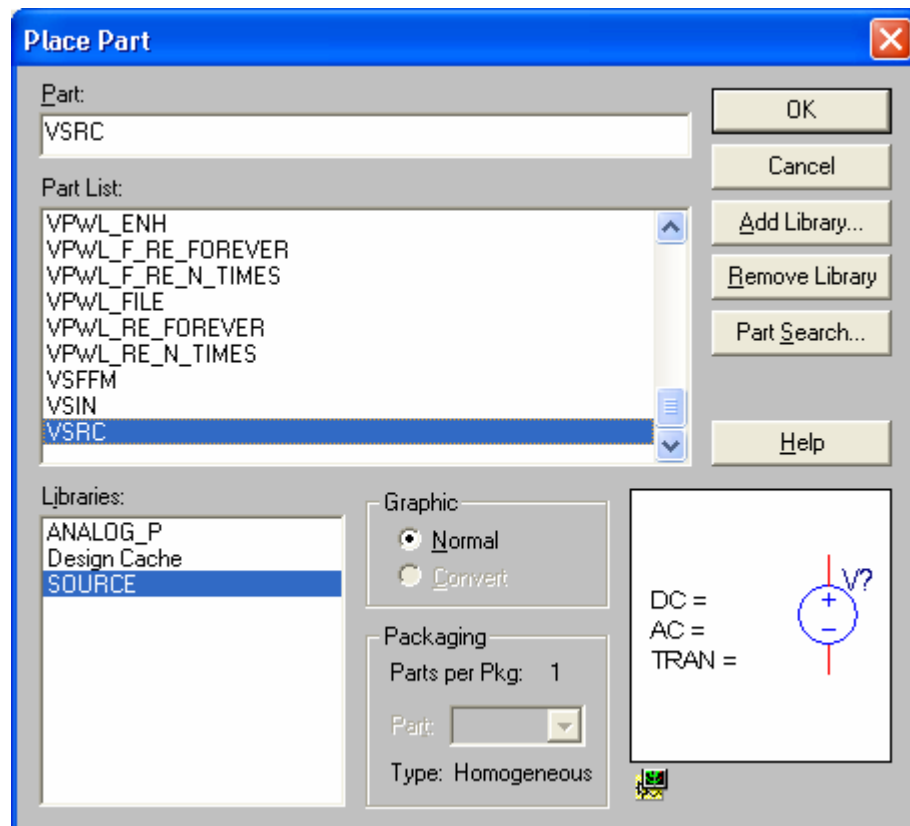 Place Part
Part:
VSRC
OK
Cancel
Part List:
VPWL_ENH
VPWL_F_RE_FOREVER
VPWL_F_RE_N_TIMES
VPWL_FILE
VPWL_RE_FOREVER
VPWL_RE_N_TIMES
VSFFM
VSIN
VSRC
Add Library...
Remove Library
Part Search...
Help
Libraries:
ANALOG_P
Design Cache
SOURCE
Graphic
Normal
Convert
Packaging
Parts per Pkg: 1
Part:
Type: Homogeneous
V?
DC =
AC =
TRAN =